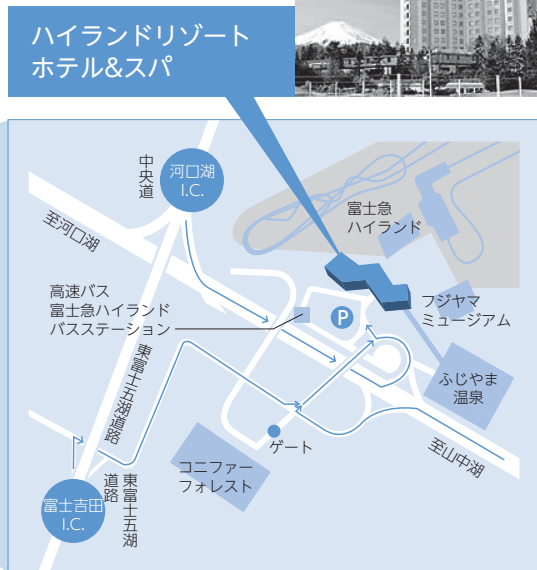 ハイランドリゾート
ホテル&スパ
中央道
河口湖
I.C.
至河口湖
富士急
ハイランド
高速バス
富士急ハイランド
バスステーション
P
フジヤマ
ミュージアム
東富士五湖道路
ふじやま
温泉
ゲート
至山中湖
コニファー
フォレスト
富士吉田
I.C.
東富士五湖
道路